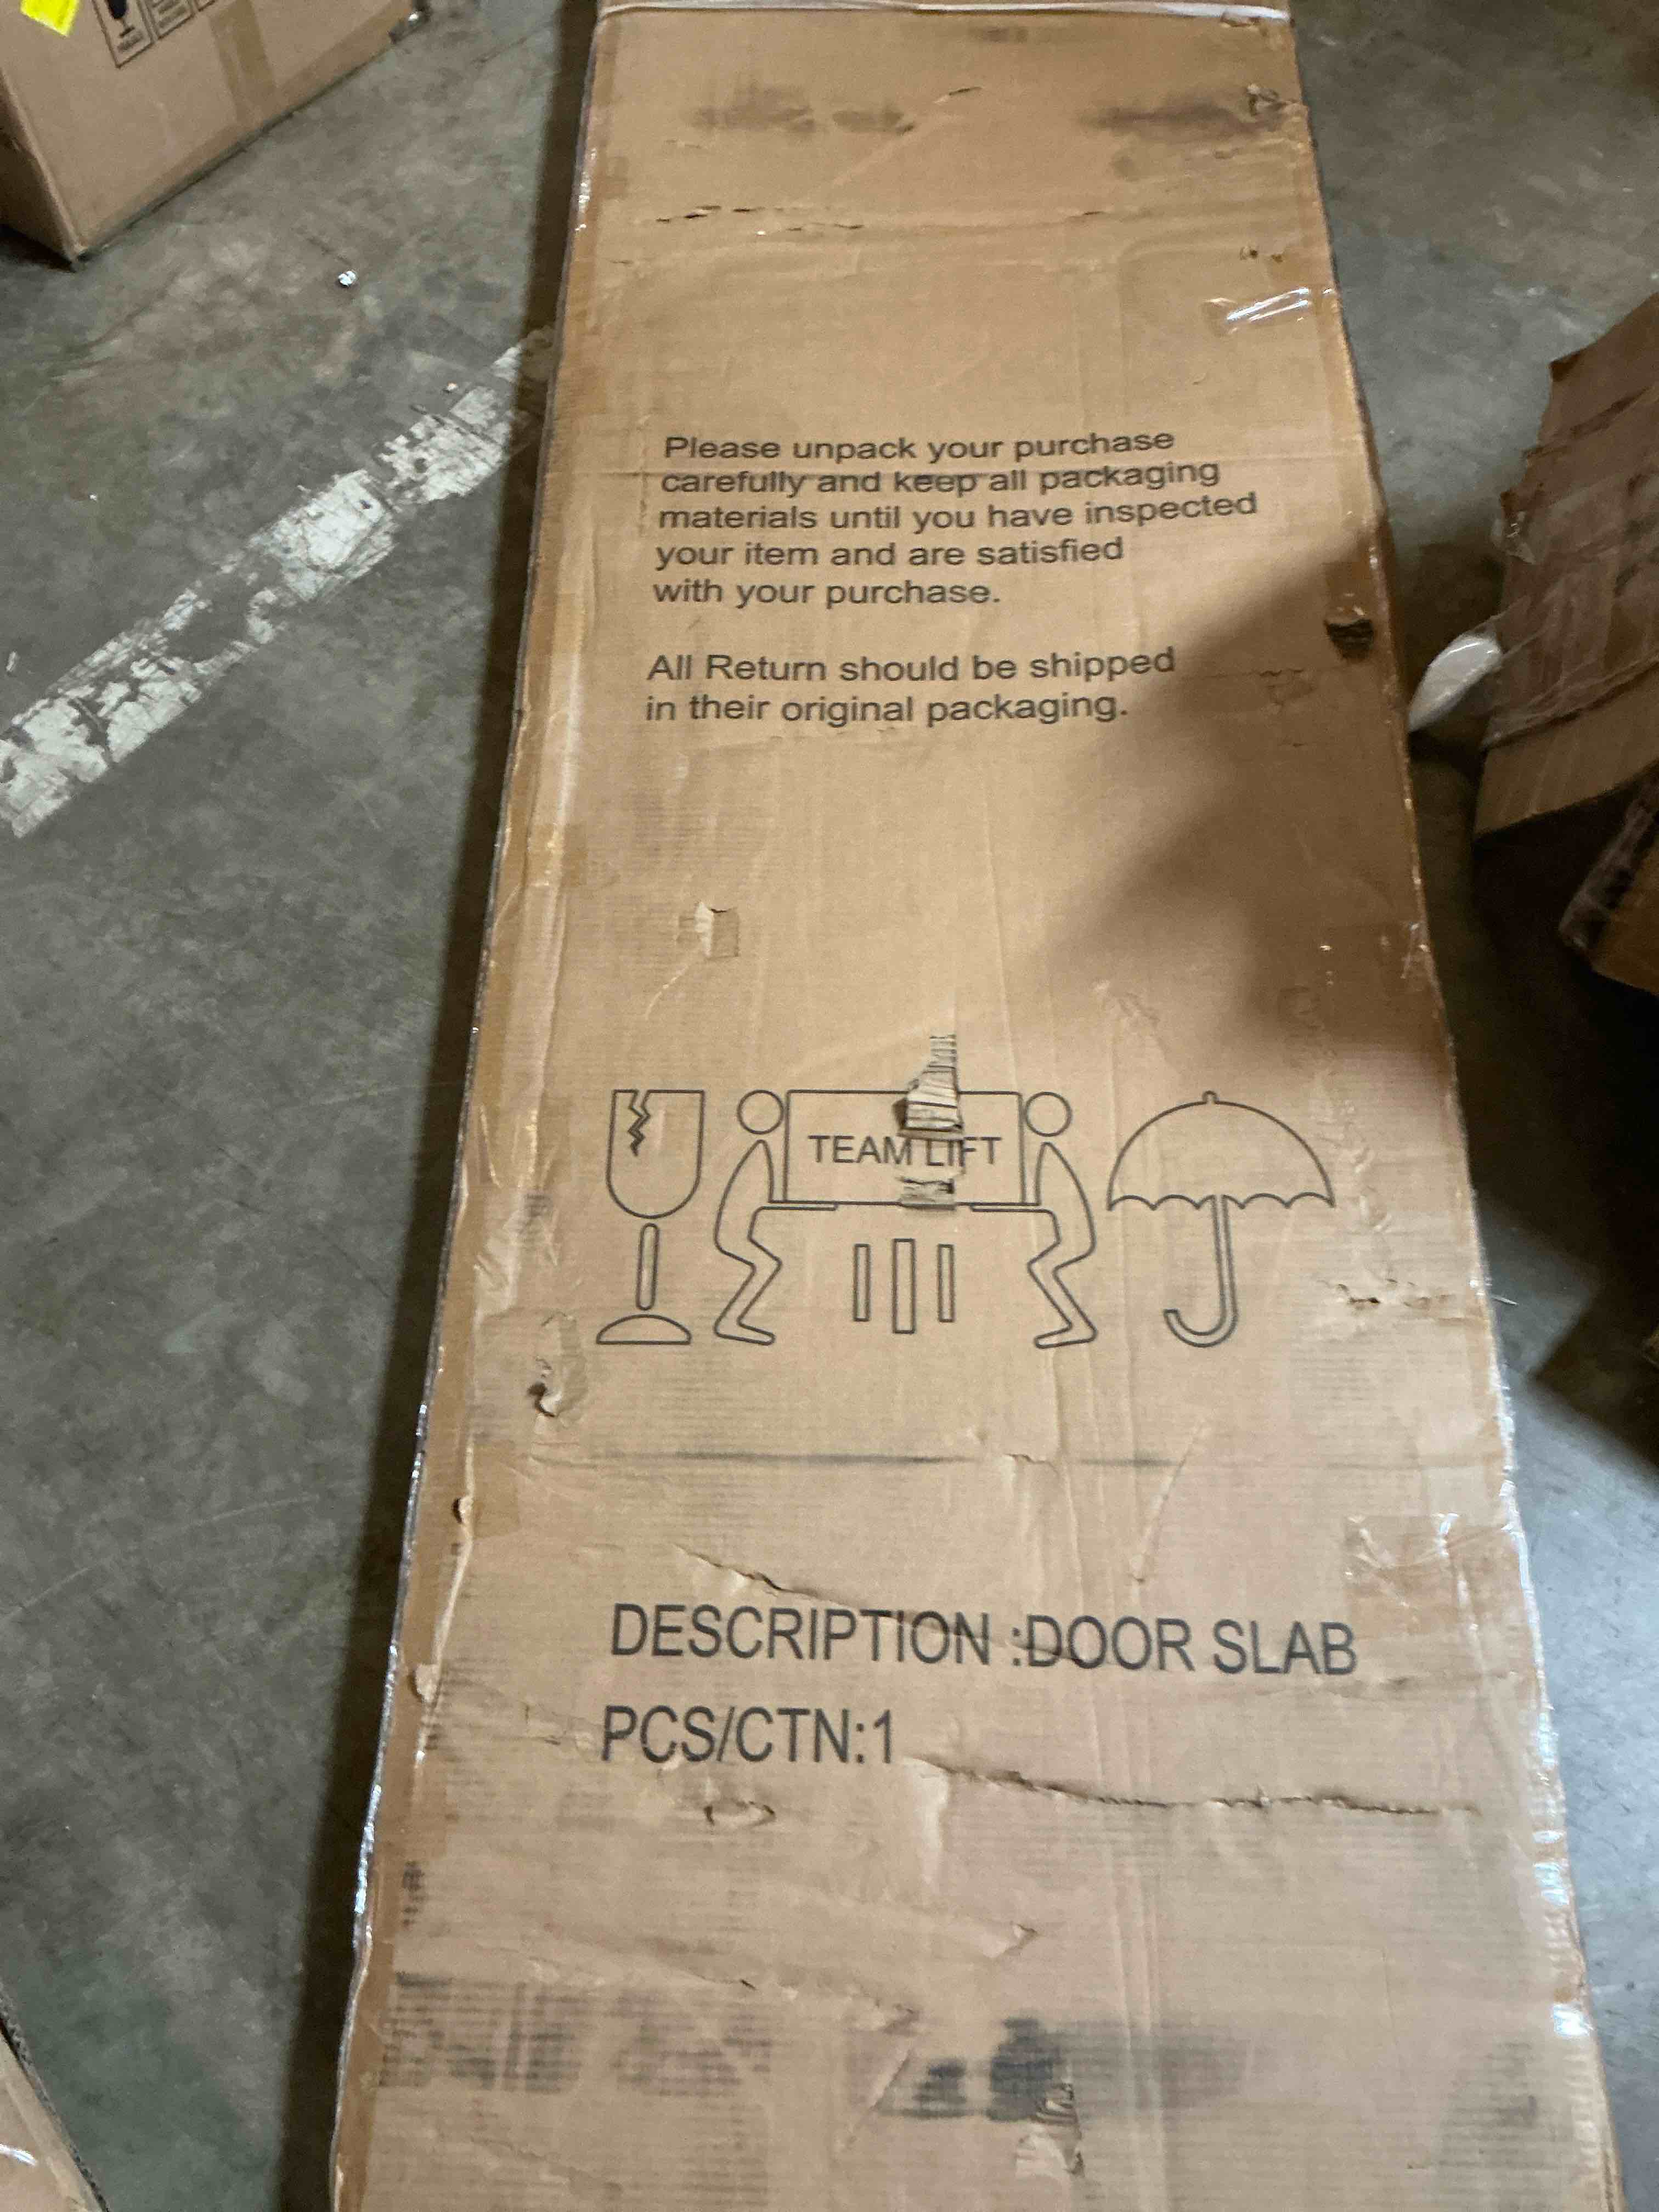 Please unpack your purchase
carefully and keep all packaging
materials until you have inspected
your item and are satisfied
with your purchase.
All Return should be shipped
in their original packaging.
TEAM LIFT
DESCRIPTION :DOOR SLAB
PCS/CTN:1